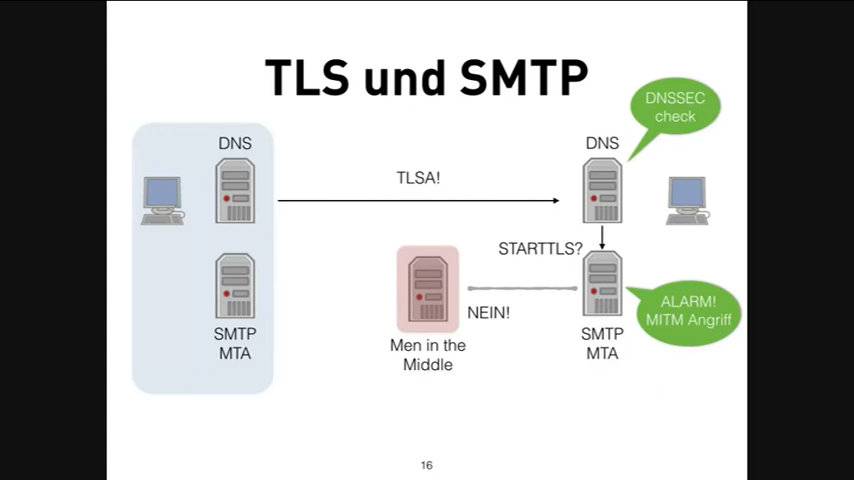 TLS und SMTP
DNSSEC
check
DNS
DNS
TLSA!
STARTTLS?
NEIN!
ALARM!
MITM Angriff
SMTP
MTA
Men in the
Middle
SMTP
MTA
16